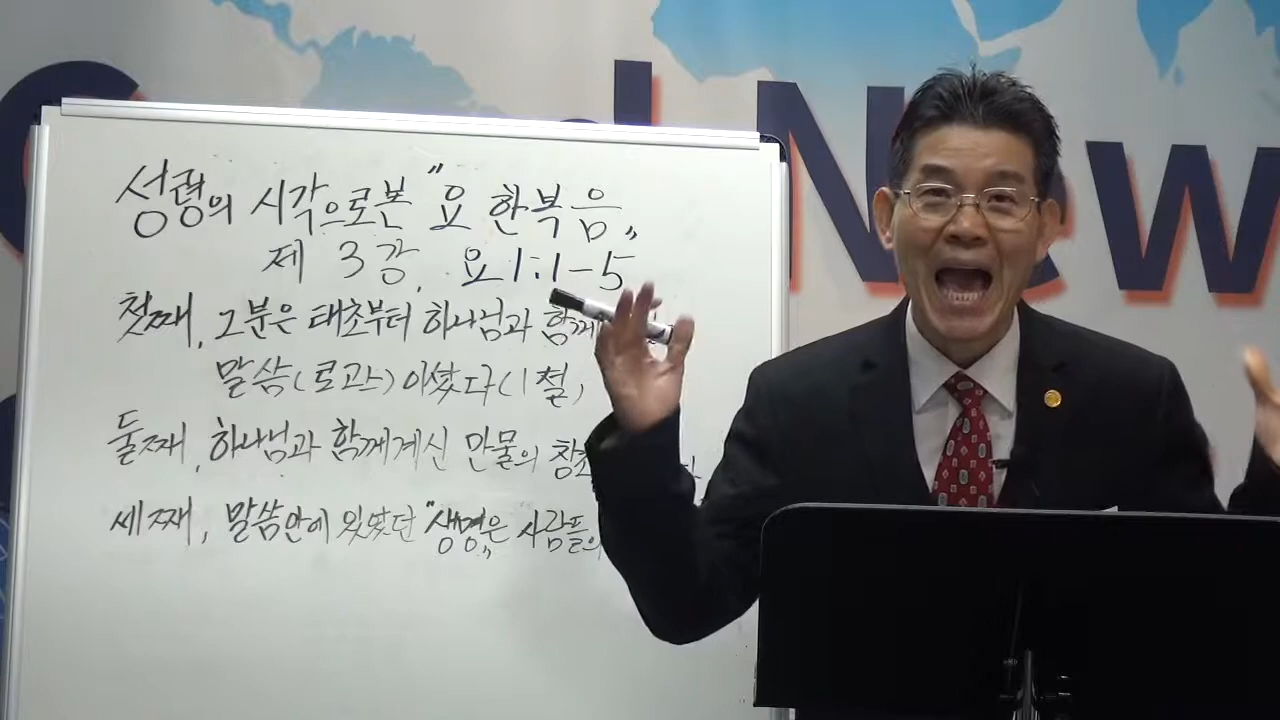 Good New
성령의 시각으로본 "요한복음"
제 3강. 요1:1-5
첫째, 그분은 태초부터 하나님과 함께
말씀(로고스)이셨다(1절)
둘째, 하나님과 함께계신 만물의 창조
세째, 말씀안에 있었던 "생명"은 사람들의